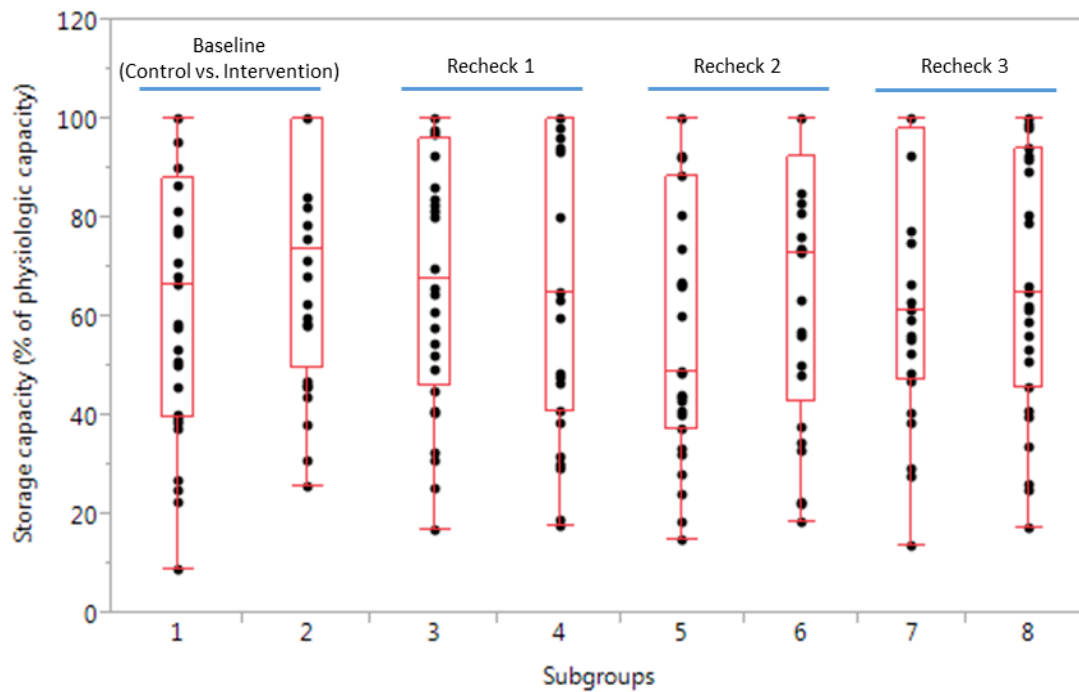 120
Baseline
(Control vs. Intervention)
Recheck 1
Recheck 2
Recheck 3
100
80
60
40
20
0
Storage capacity (% of physiologic capacity)
1 2 3 4 5 6 7 8
Subgroups